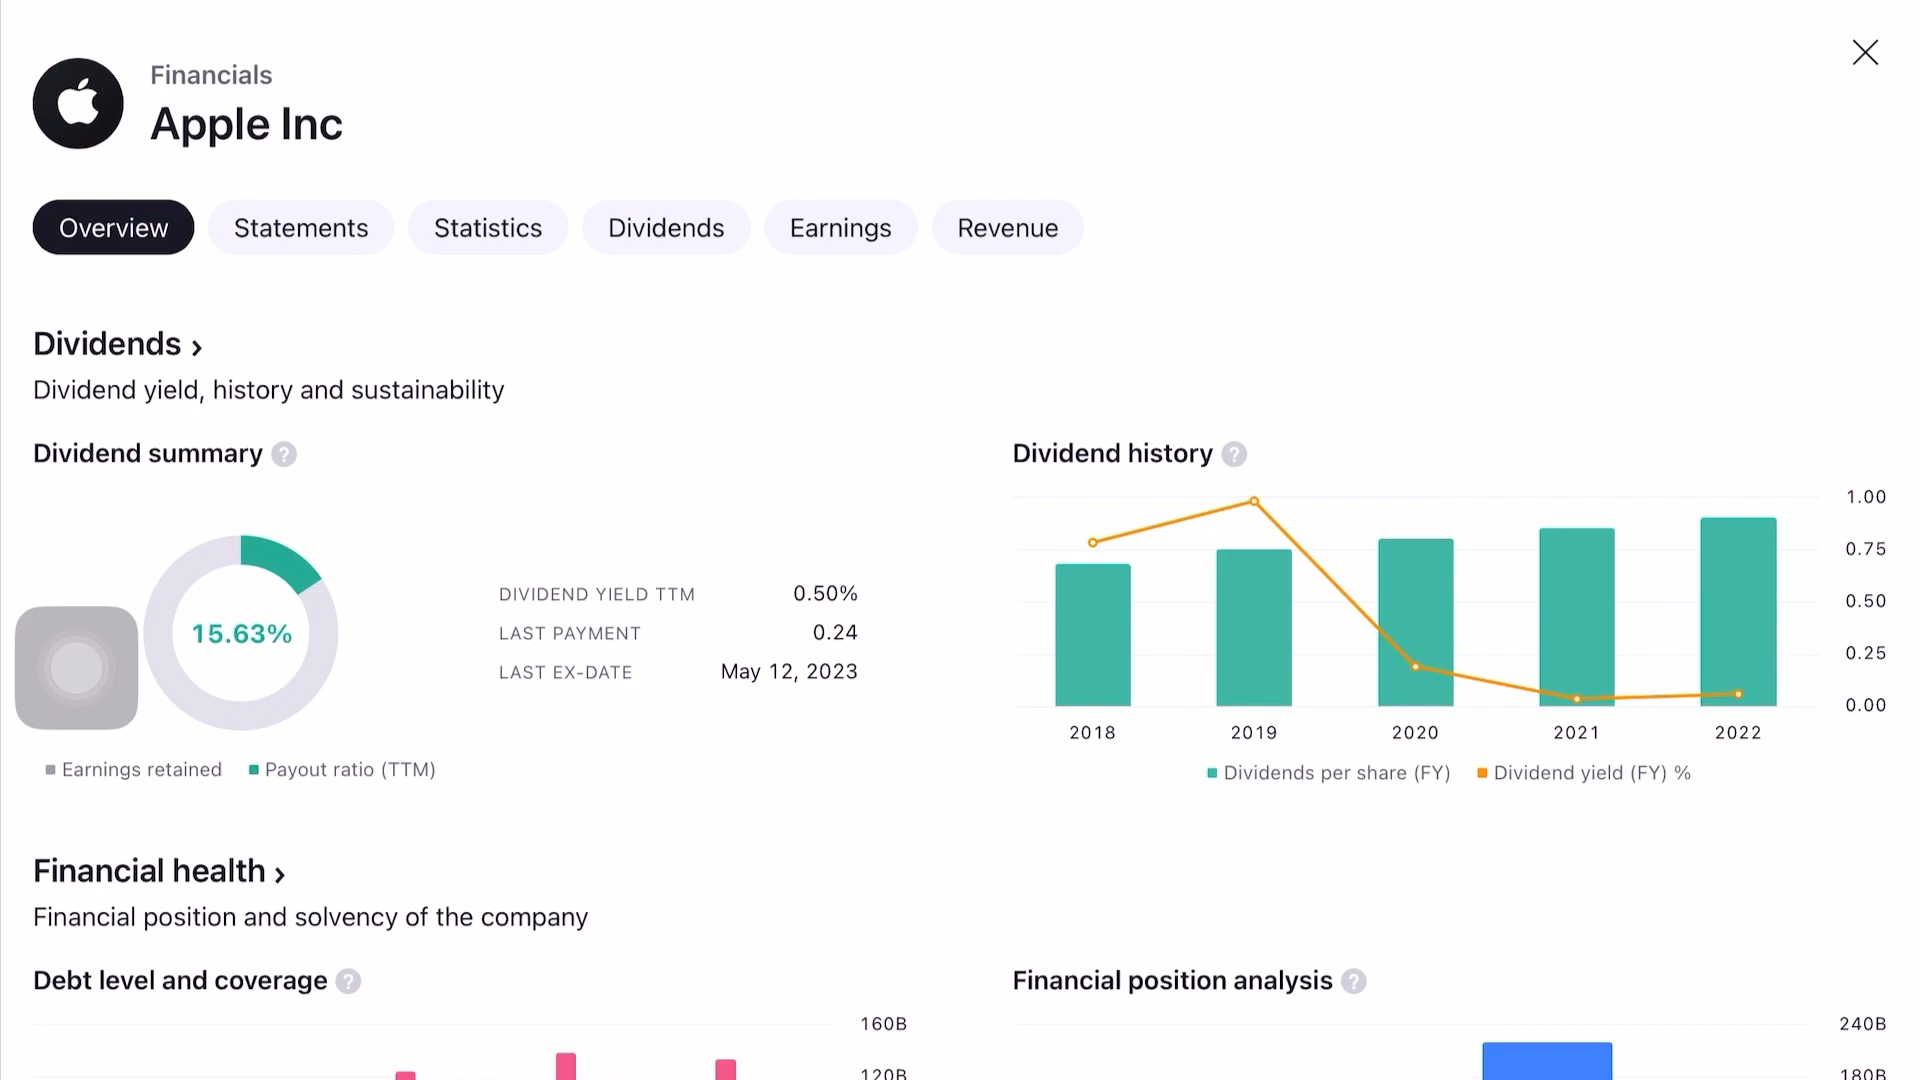 Financials
Apple Inc
Overview Statements Statistics Dividends Earnings Revenue
Dividends ›
Dividend yield, history and sustainability
Dividend summary ?
15.63%
DIVIDEND YIELD TTM 0.50%
LAST PAYMENT 0.24
LAST EX-DATE May 12, 2023
Earnings retained Payout ratio (TTM)
Dividend history ?
1.00
0.75
0.50
0.25
0.00
2018 2019 2020 2021 2022
Dividends per share (FY) Dividend yield (FY) %
Financial health ›
Financial position and solvency of the company
Debt level and coverage ?
160B
120B
Financial position analysis ?
240B
180B